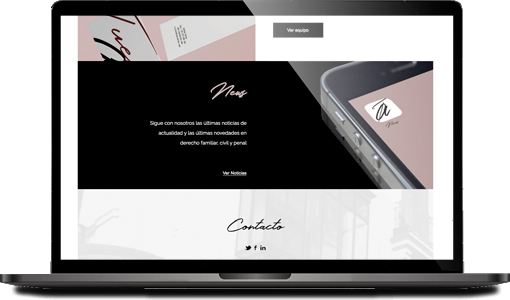 Ver equipo
News
Sigue con nosotros las últimas noticias de
actualidad y las últimas novedades en
derecho familiar, civil y penal
Ver Noticias
Contacto